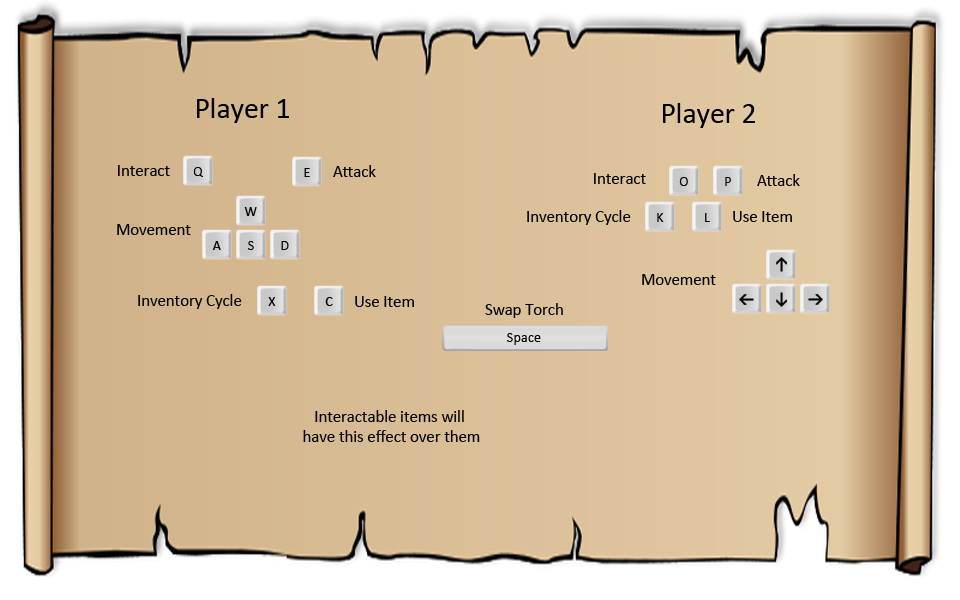 Player 1
Player 2
Interact Q E Attack
W
Movement A S D
Inventory Cycle X C Use Item
Interact O P Attack
Inventory Cycle K L Use Item
↑
Movement
← ↓ →
Swap Torch
Space
Interactable items will
have this effect over them